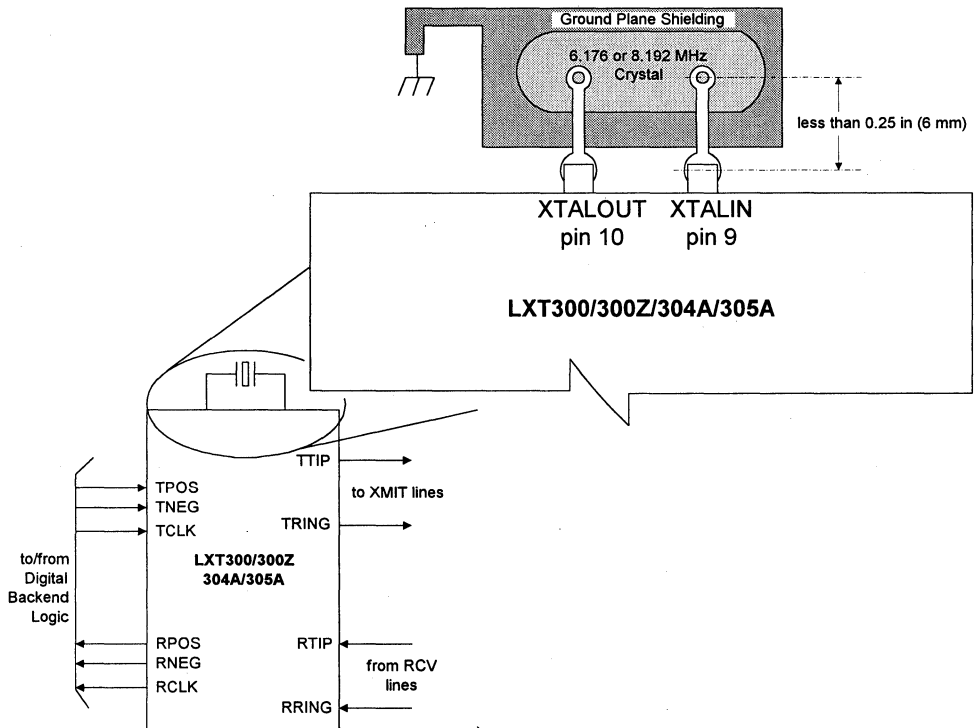 Ground Plane Shielding
6.176 or 8.192 MHz
Crystal
less than 0.25 in (6 mm)
XTALOUT XTALIN
pin 10 pin 9
LXT300/300Z/304A/305A
TTIP
to XMIT lines
TRING
TPOS
TNEG
TCLK
LXT300/300Z
304A/305A
to/from
Digital
Backend
Logic
RPOS
RNEG
RCLK
RTIP
from RCV
lines
RRING